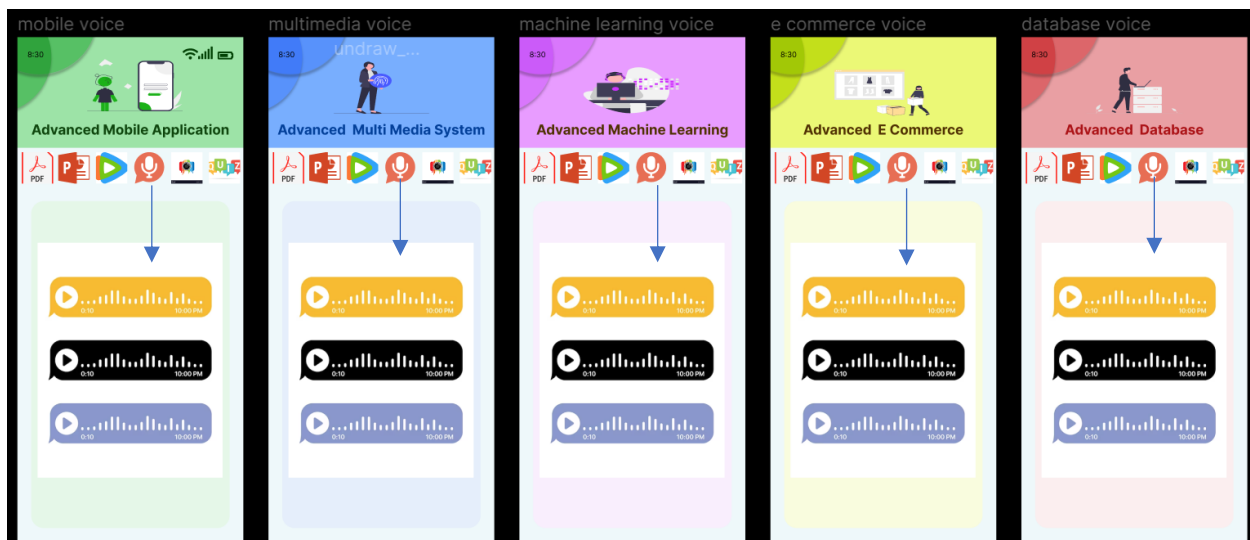 mobile voice
8:30
Advanced Mobile Application
PDF
P
0:10 10:00 PM
0:10 10:00 PM
0:10 10:00 PM
multimedia voice
8:30
undraw_...
Advanced Multi Media System
PDF
P
QUIZ
0:10 10:00 PM
0:10 10:00 PM
0:10 10:00 PM
machine learning voice
8:30
Advanced Machine Learning
PDF
P
QUIZ
0:10 10:00 PM
0:10 10:00 PM
0:10 10:00 PM
e commerce voice
8:30
Advanced E Commerce
PDF
P
QUIZ
0:10 10:00 PM
0:10 10:00 PM
0:10 10:00 PM
database voice
8:30
Advanced Database
PDF
P
QUIZ
0:10 10:00 PM
0:10 10:00 PM
0:10 10:00 PM